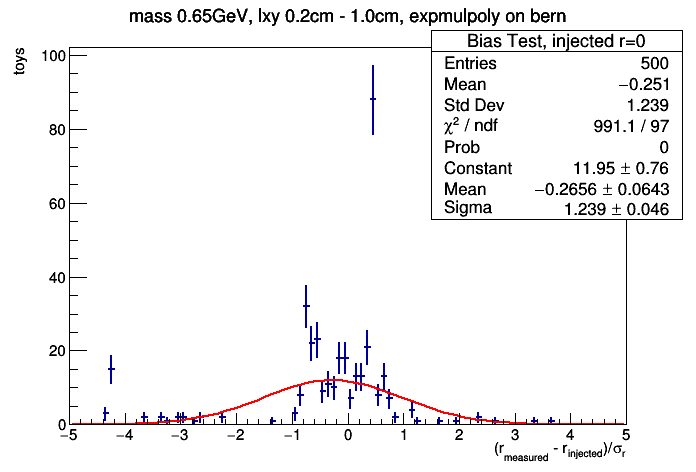 mass 0.65GeV, lxy 0.2cm - 1.0cm, expmulpoly on bern
Bias Test, injected r=0
Entries 500
Mean −0.251
Std Dev 1.239
χ² / ndf 991.1 / 97
Prob 0
Constant 11.95 ± 0.76
Mean −0.2656 ± 0.0643
Sigma 1.239 ± 0.046
toys
100
80
60
40
20
0
−5 −4 −3 −2 −1 0 1 2 3 4 5
(r_measured - r_injected)/σ_r